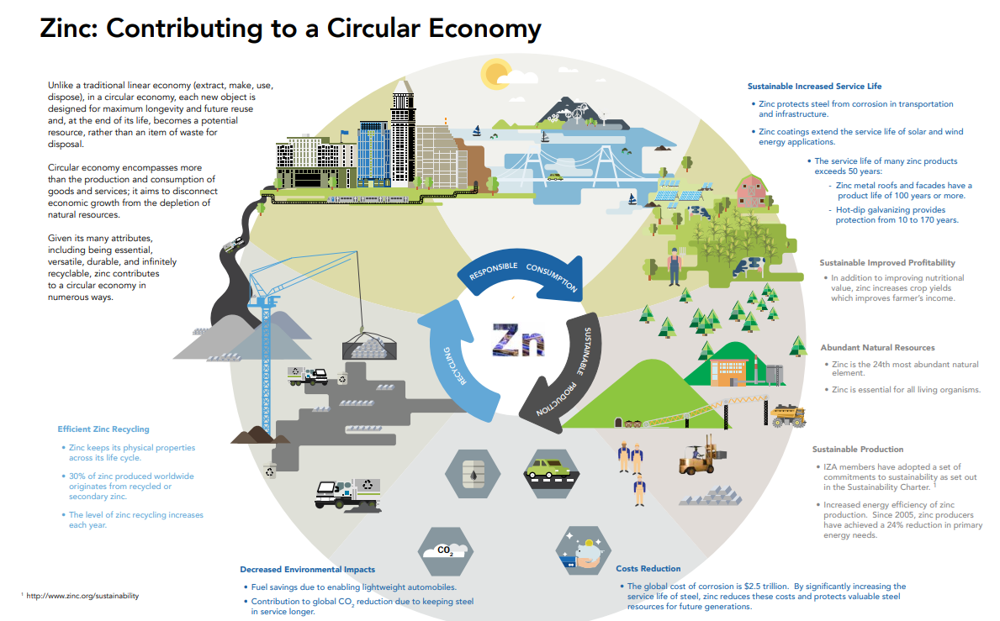 Zinc: Contributing to a Circular Economy
Unlike a traditional linear economy (extract, make, use,
dispose), in a circular economy, each new object is
designed for maximum longevity and future reuse
and, at the end of its life, becomes a potential
resource, rather than an item of waste for
disposal.
Circular economy encompasses more
than the production and consumption of
goods and services; it aims to disconnect
economic growth from the depletion of
natural resources.
Given its many attributes,
including being essential,
versatile, durable, and infinitely
recyclable, zinc contributes
to a circular economy in
numerous ways.
Sustainable Increased Service Life
• Zinc protects steel from corrosion in transportation
and infrastructure.
• Zinc coatings extend the service life of solar and wind
energy applications.
• The service life of many zinc products
exceeds 50 years:
- Zinc metal roofs and facades have a
product life of 100 years or more.
- Hot-dip galvanizing provides
protection from 10 to 170 years.
Sustainable Improved Profitability
• In addition to improving nutritional
value, zinc increases crop yields
which improves farmer's income.
Abundant Natural Resources
• Zinc is the 24th most abundant natural
element.
• Zinc is essential for all living organisms.
Sustainable Production
• IZA members have adopted a set of
commitments to sustainability as set out
in the Sustainability Charter. 1
• Increased energy efficiency of zinc
production. Since 2005, zinc producers
have achieved a 24% reduction in primary
energy needs.
RESPONSIBLE CONSUMPTION
SUSTAINABLE PRODUCTION
RECYCLING
Zn
Efficient Zinc Recycling
• Zinc keeps its physical properties
across its life cycle.
• 30% of zinc produced worldwide
originates from recycled or
secondary zinc.
• The level of zinc recycling increases
each year.
CO2
Decreased Environmental Impacts
• Fuel savings due to enabling lightweight automobiles.
• Contribution to global CO2 reduction due to keeping steel
in service longer.
Costs Reduction
• The global cost of corrosion is $2.5 trillion. By significantly increasing the
service life of steel, zinc reduces these costs and protects valuable steel
resources for future generations.
1 http://www.zinc.org/sustainability